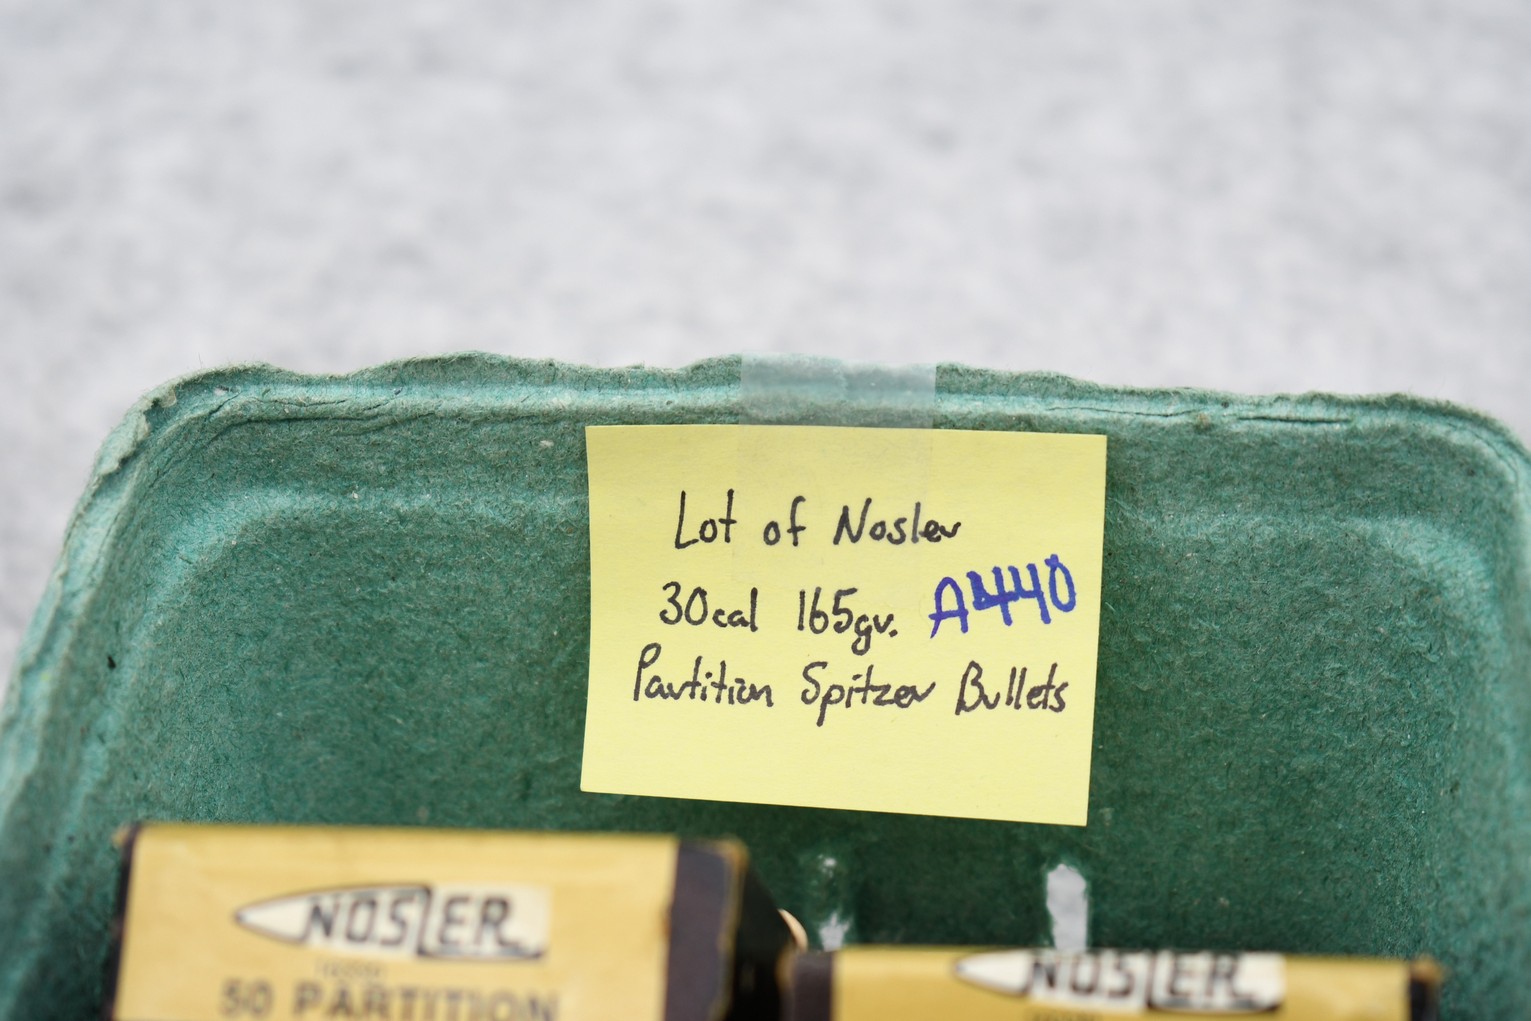 Lot of Nosler
30cal 165gr. A440
Partition Spitzer Bullets
NOSLER
50 PARTITION
NOSLER